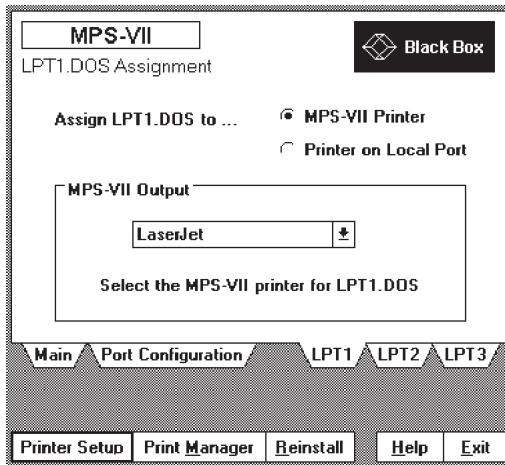 MPS-VII
Black Box
LPT1.DOS Assignment
Assign LPT1.DOS to ...
MPS-VII Printer
Printer on Local Port
MPS-VII Output
LaserJet
Select the MPS-VII printer for LPT1.DOS
Main Port Configuration LPT1 LPT2 LPT3
Printer Setup Print Manager Reinstall Help Exit